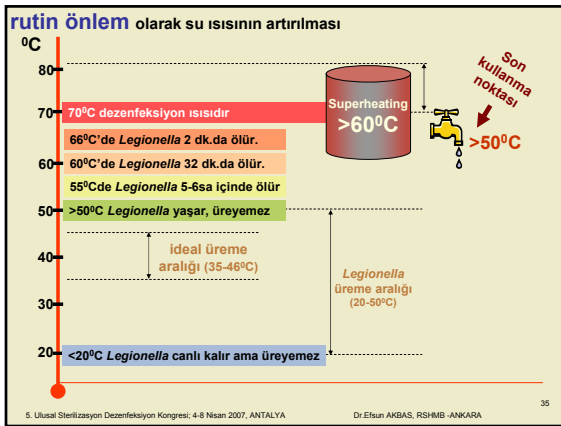 rutin önlem olarak su ısısının artırılması
⁰C
80
70
60
50
40
30
20
70⁰C dezenfeksiyon ısısıdır
66⁰C'de Legionella 2 dk.da ölür.
60⁰C'de Legionella 32 dk.da ölür.
55⁰Cde Legionella 5-6sa içinde ölür
>50⁰C Legionella yaşar, üreyemez
ideal üreme
aralığı (35-46⁰C)
<20⁰C Legionella canlı kalır ama üreyemez
Superheating
>60⁰C
Son
kullanma
noktası
>50⁰C
Legionella
üreme aralığı
(20-50⁰C)
35
5. Ulusal Sterilizasyon Dezenfeksiyon Kongresi; 4-8 Nisan 2007, ANTALYA
Dr.Efsun AKBAS, RSHMB -ANKARA